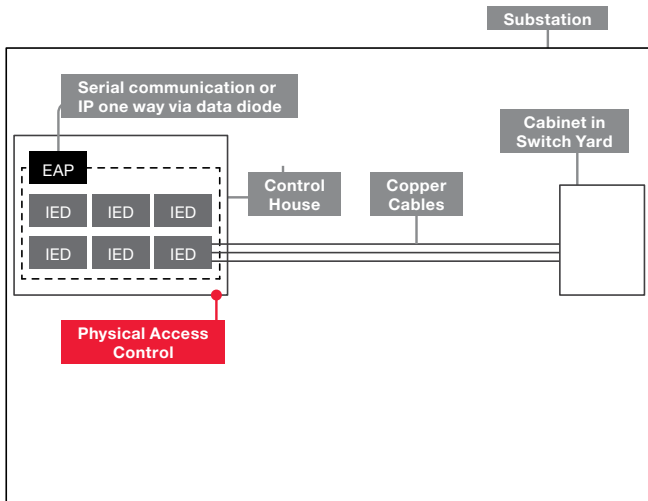 Substation
Serial communication or
IP one way via data diode
Cabinet in
Switch Yard
EAP
Control
House
Copper
Cables
IED
IED
IED
IED
IED
IED
Physical Access
Control